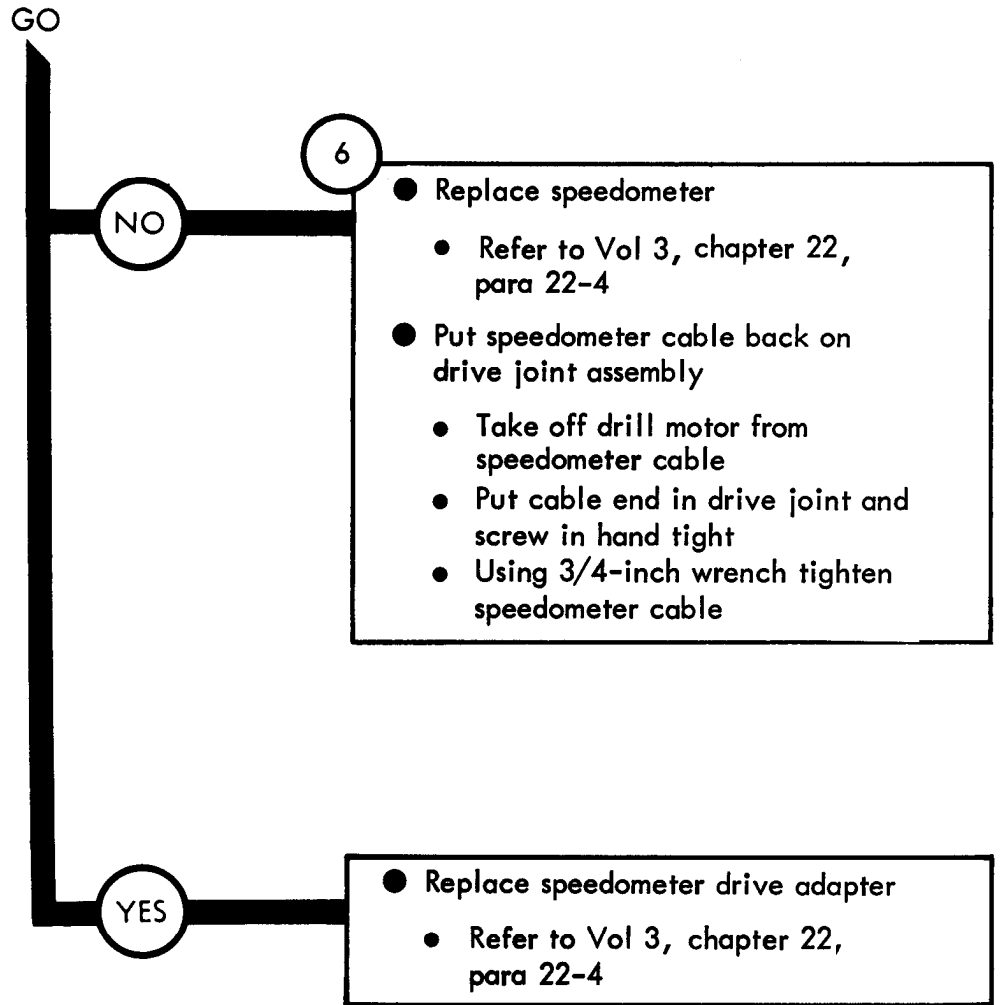 GO
6
NO
● Replace speedometer
● Refer to Vol 3, chapter 22,
para 22-4
● Put speedometer cable back on
drive joint assembly
● Take off drill motor from
speedometer cable
● Put cable end in drive joint and
screw in hand tight
● Using 3/4-inch wrench tighten
speedometer cable
YES
● Replace speedometer drive adapter
● Refer to Vol 3, chapter 22,
para 22-4